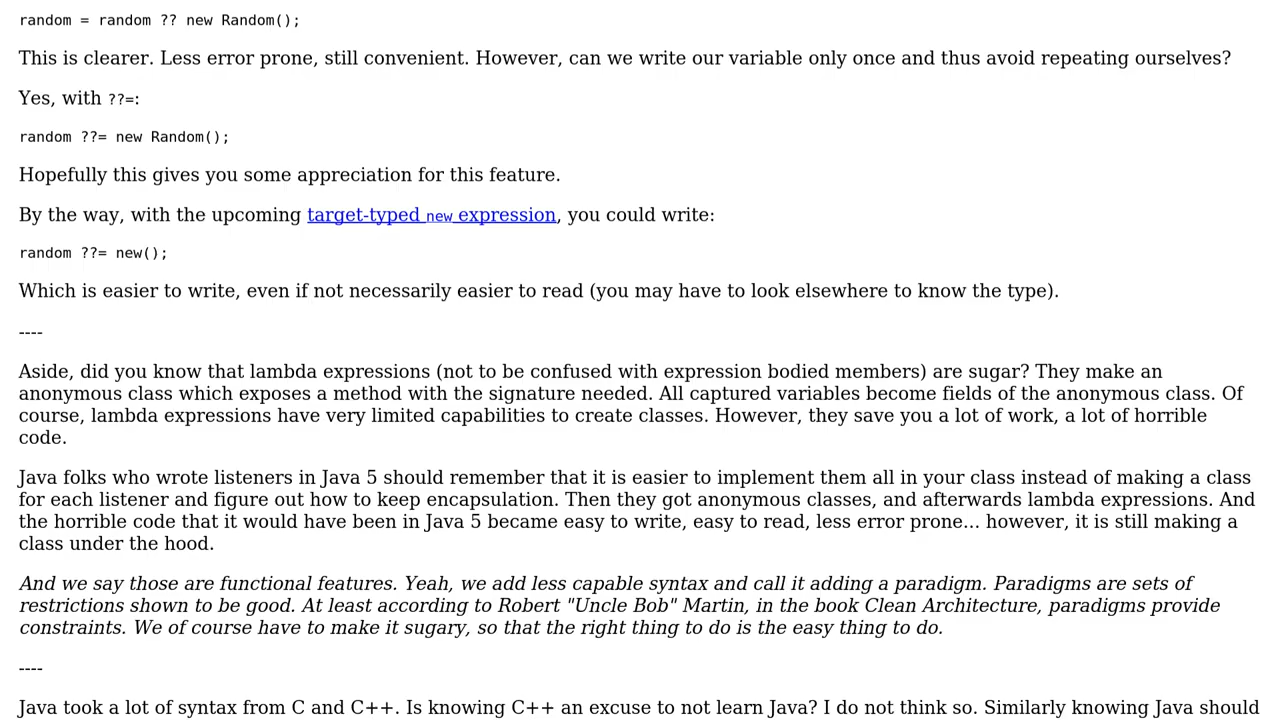 random = random ?? new Random();
This is clearer. Less error prone, still convenient. However, can we write our variable only once and thus avoid repeating ourselves?
Yes, with ??=:
random ??= new Random();
Hopefully this gives you some appreciation for this feature.
By the way, with the upcoming target-typed new expression, you could write:
random ??= new();
Which is easier to write, even if not necessarily easier to read (you may have to look elsewhere to know the type).
----
Aside, did you know that lambda expressions (not to be confused with expression bodied members) are sugar? They make an
anonymous class which exposes a method with the signature needed. All captured variables become fields of the anonymous class. Of
course, lambda expressions have very limited capabilities to create classes. However, they save you a lot of work, a lot of horrible
code.
Java folks who wrote listeners in Java 5 should remember that it is easier to implement them all in your class instead of making a class
for each listener and figure out how to keep encapsulation. Then they got anonymous classes, and afterwards lambda expressions. And
the horrible code that it would have been in Java 5 became easy to write, easy to read, less error prone... however, it is still making a
class under the hood.
And we say those are functional features. Yeah, we add less capable syntax and call it adding a paradigm. Paradigms are sets of
restrictions shown to be good. At least according to Robert "Uncle Bob" Martin, in the book Clean Architecture, paradigms provide
constraints. We of course have to make it sugary, so that the right thing to do is the easy thing to do.
----
Java took a lot of syntax from C and C++. Is knowing C++ an excuse to not learn Java? I do not think so. Similarly knowing Java should